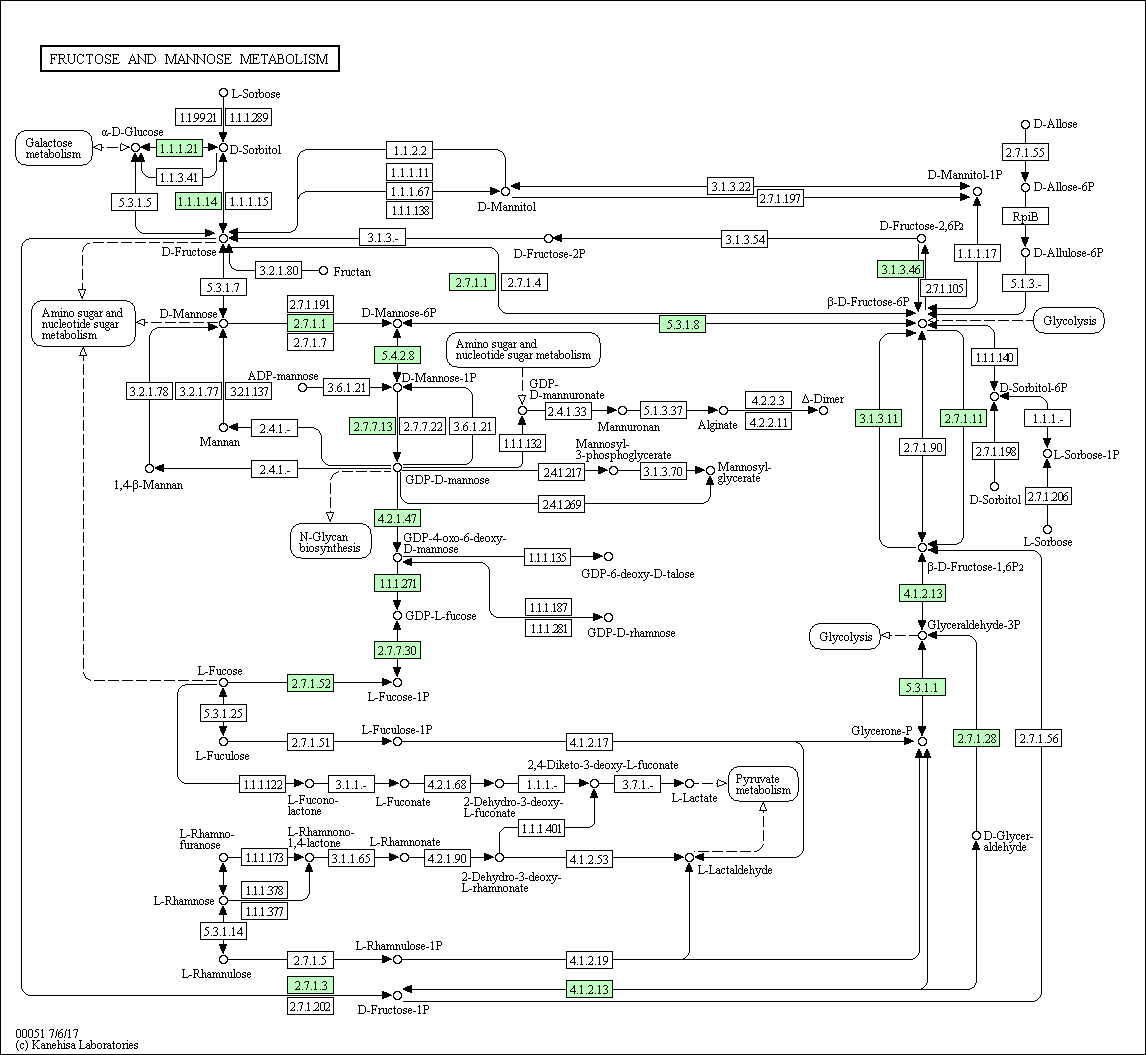 FRUCTOSE AND MANNOSE METABOLISM
L-Sorbose
1.1.99.21
1.1.1.289
α-D-Glucose
Galactose
metabolism
1.1.1.21
D-Sorbitol
1.1.3.41
5.3.1.5
1.1.1.14
1.1.1.15
1.1.2.2
1.1.1.11
1.1.1.67
1.1.1.138
D-Mannitol
3.1.3.22
2.7.1.197
D-Mannitol-1P
D-Allose
2.7.1.55
D-Allose-6P
RpiB
D-Allulose-6P
5.1.3.-
D-Fructose
3.1.3.-
D-Fructose-2P
3.1.3.54
D-Fructose-2,6P2
1.1.1.17
3.2.1.80
Fructan
5.3.1.7
2.7.1.1
2.7.1.4
3.1.3.46
2.7.1.105
β-D-Fructose-6P
Amino sugar and
nucleotide sugar
metabolism
D-Mannose
2.7.1.191
2.7.1.1
2.7.1.7
D-Mannose-6P
5.3.1.8
Glycolysis
5.4.2.8
Amino sugar and
nucleotide sugar metabolism
1.1.1.140
ADP-mannose
3.6.1.21
D-Mannose-1P
GDP-
D-mannuronate
3.2.1.78
3.2.1.77
3.2.1.137
2.4.1.33
Mannuronan
5.1.3.37
Alginate
4.2.2.3
4.2.2.11
Δ-Dimer
D-Sorbitol-6P
1.1.1.-
Mannan
2.4.1.-
2.7.7.13
2.7.7.22
3.6.1.21
1.1.1.132
3.1.3.11
2.7.1.11
2.7.1.90
2.7.1.198
L-Sorbose-1P
Mannosyl-
3-phosphoglycerate
1,4-β-Mannan
2.4.1.-
GDP-D-mannose
2.4.1.217
3.1.3.70
Mannosyl-
glycerate
2.4.1.269
D-Sorbitol
2.7.1.206
L-Sorbose
N-Glycan
biosynthesis
4.2.1.47
GDP-4-oxo-6-deoxy-
D-mannose
1.1.1.135
GDP-6-deoxy-D-talose
β-D-Fructose-1,6P2
1.1.1.271
4.1.2.13
GDP-L-fucose
1.1.1.187
1.1.1.281
GDP-D-rhamnose
Glycolysis
Glyceraldehyde-3P
2.7.7.30
L-Fucose
2.7.1.52
L-Fucose-1P
5.3.1.1
5.3.1.25
L-Fuculose
2.7.1.51
L-Fuculose-1P
4.1.2.17
Glycerone-P
2.7.1.28
2.7.1.56
1.1.1.122
L-Fucono-
lactone
3.1.1.-
L-Fuconate
4.2.1.68
2-Dehydro-3-deoxy-
L-fuconate
1.1.1.-
2,4-Diketo-3-deoxy-L-fuconate
3.7.1.-
L-Lactate
Pyruvate
metabolism
1.1.1.401
L-Rhamno-
furanose
1.1.1.173
L-Rhamnono-
1,4-lactone
3.1.1.65
L-Rhamnonate
4.2.1.90
2-Dehydro-3-deoxy-
L-rhamnonate
4.1.2.53
L-Lactaldehyde
D-Glycer-
aldehyde
1.1.1.378
1.1.1.377
L-Rhamnose
5.3.1.14
L-Rhamnulose
2.7.1.5
L-Rhamnulose-1P
4.1.2.19
2.7.1.3
2.7.1.202
D-Fructose-1P
4.1.2.13
00051 7/6/17
(c) Kanehisa Laboratories